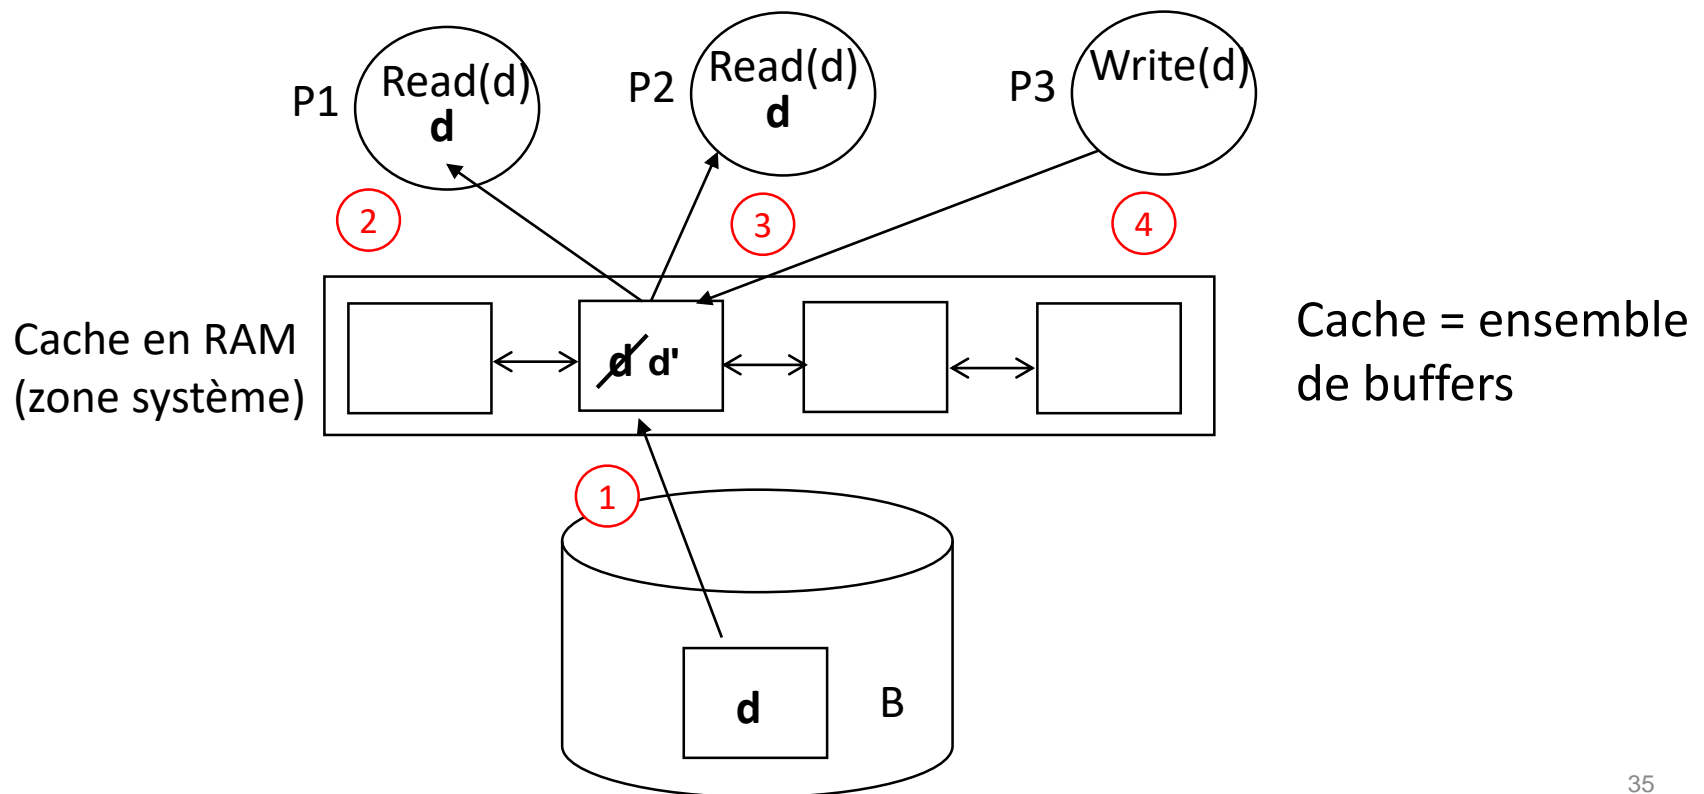 P1
Read(d)
d
P2
Read(d)
d
P3
Write(d)
2
3
4
Cache en RAM
(zone système)
d d'
Cache = ensemble
de buffers
1
d
B
35